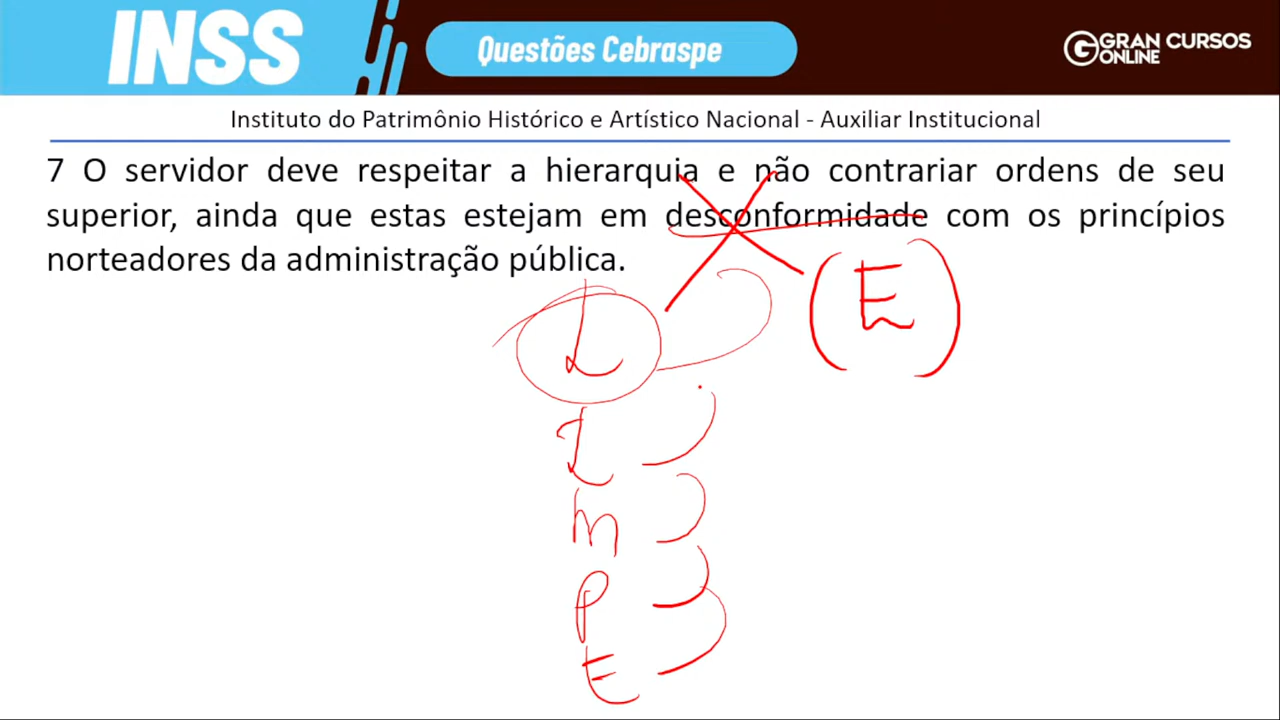 INSS
Questões Cebraspe
GRAN CURSOS
ONLINE
Instituto do Patrimônio Histórico e Artístico Nacional - Auxiliar Institucional
7 O servidor deve respeitar a hierarquia e não contrariar ordens de seu
superior, ainda que estas estejam em desconformidade com os princípios
norteadores da administração pública.
(E)
L
I
M
P
E